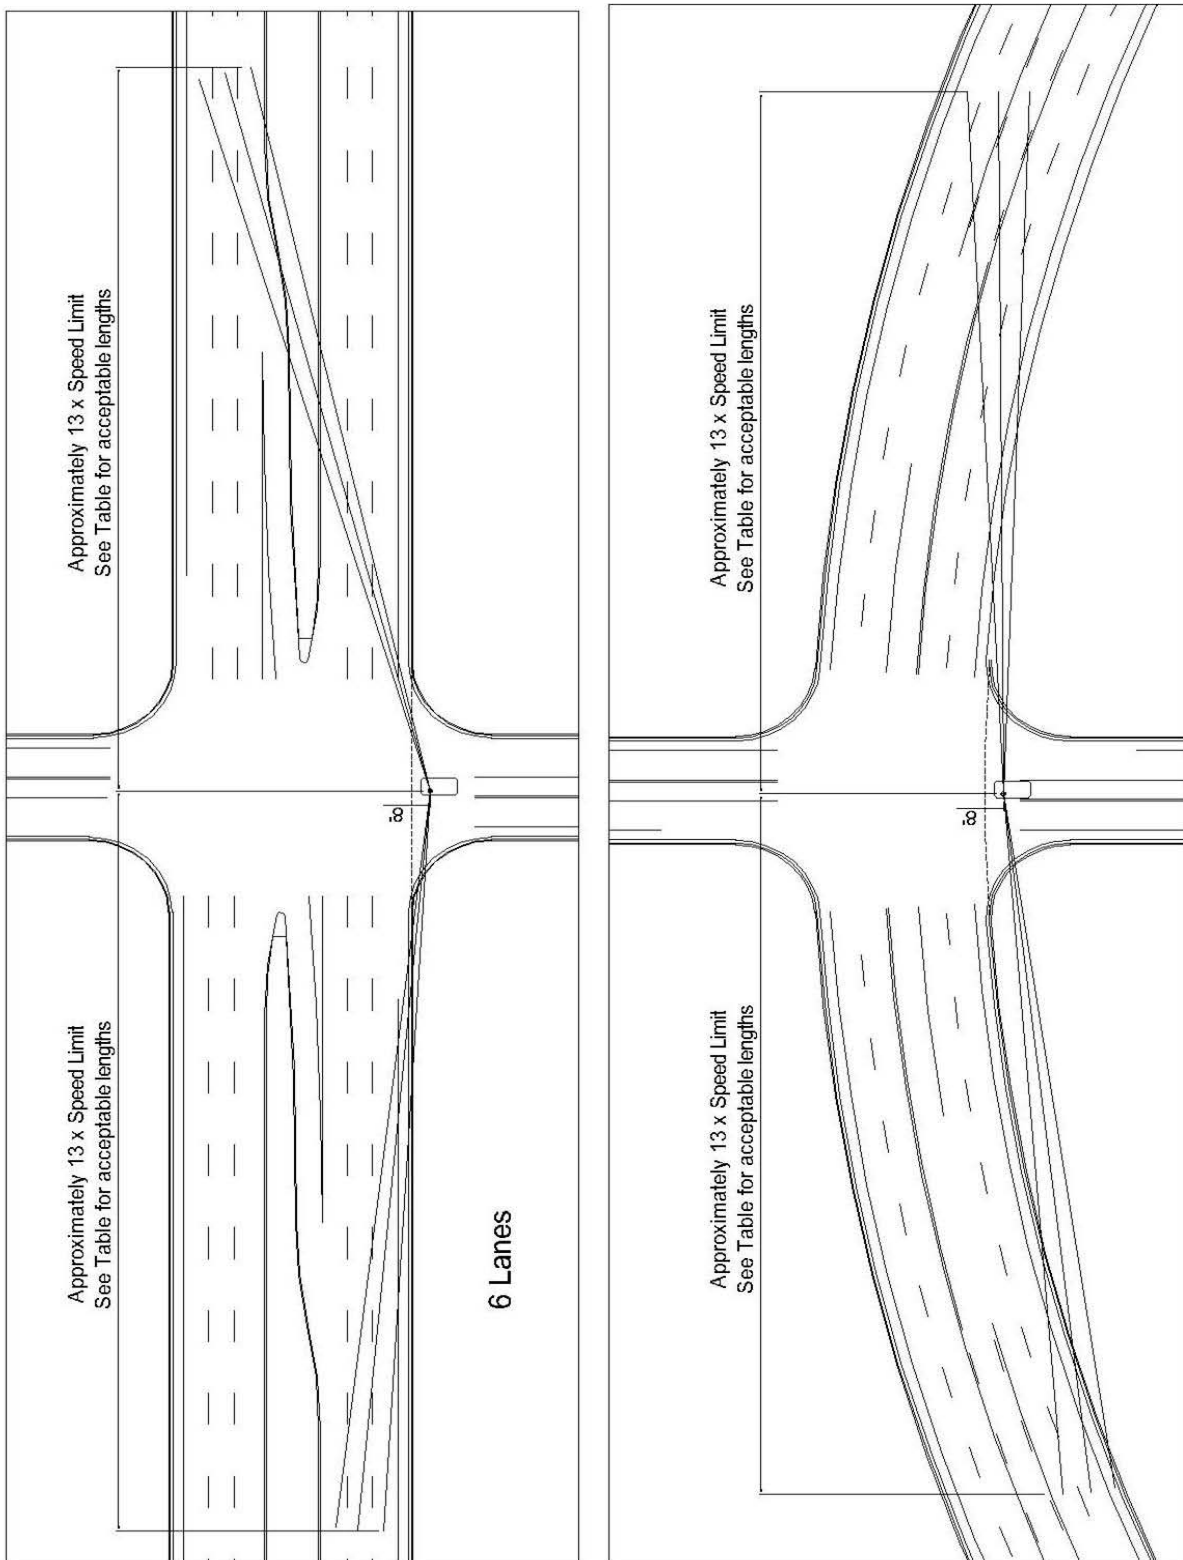 Approximately 13 x Speed Limit
See Table for acceptable lengths
Approximately 13 x Speed Limit
See Table for acceptable lengths
8'
6 Lanes
Approximately 13 x Speed Limit
See Table for acceptable lengths
Approximately 13 x Speed Limit
See Table for acceptable lengths
8'